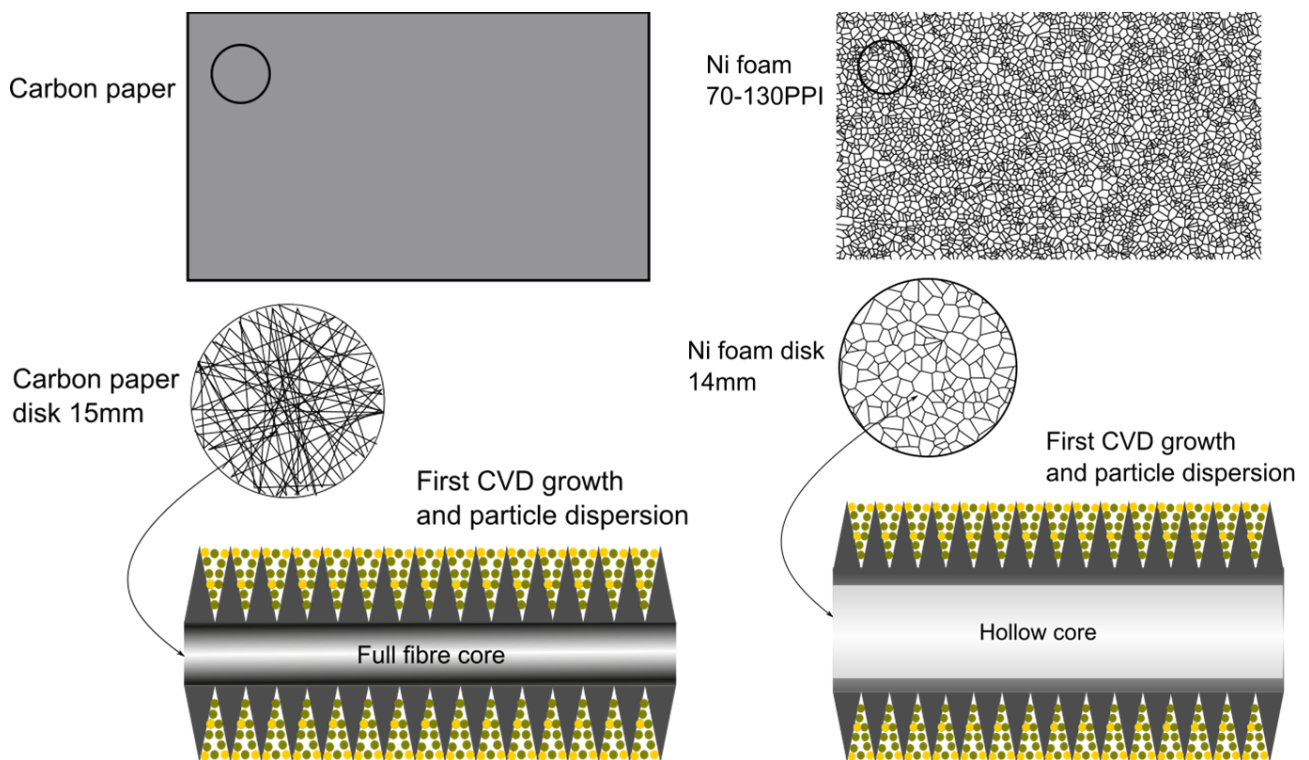 Carbon paper
Ni foam
70-130PPI
Carbon paper
disk 15mm
Ni foam disk
14mm
First CVD growth
and particle dispersion
First CVD growth
and particle dispersion
Full fibre core
Hollow core